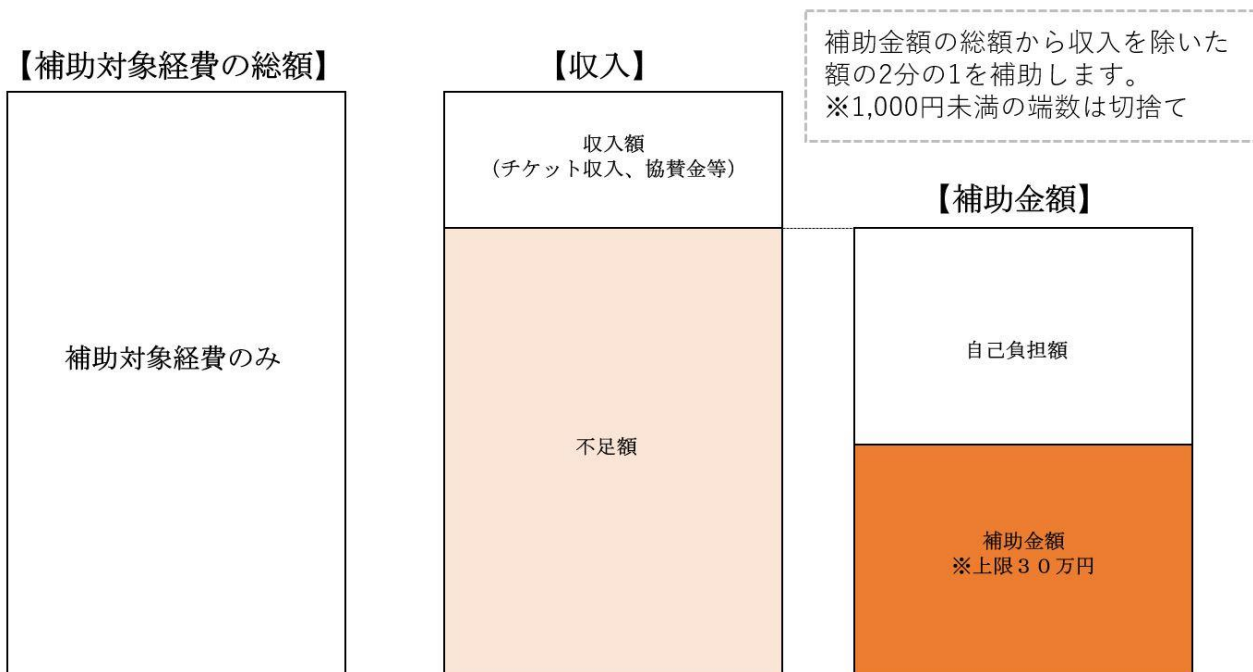 【補助対象経費の総額】
補助対象経費のみ
【収入】
収入額
(チケット収入、協賛金等)
不足額
補助金額の総額から収入を除いた
額の2分の1を補助します。
※1,000円未満の端数は切捨て
【補助金額】
自己負担額
補助金額
※上限３０万円